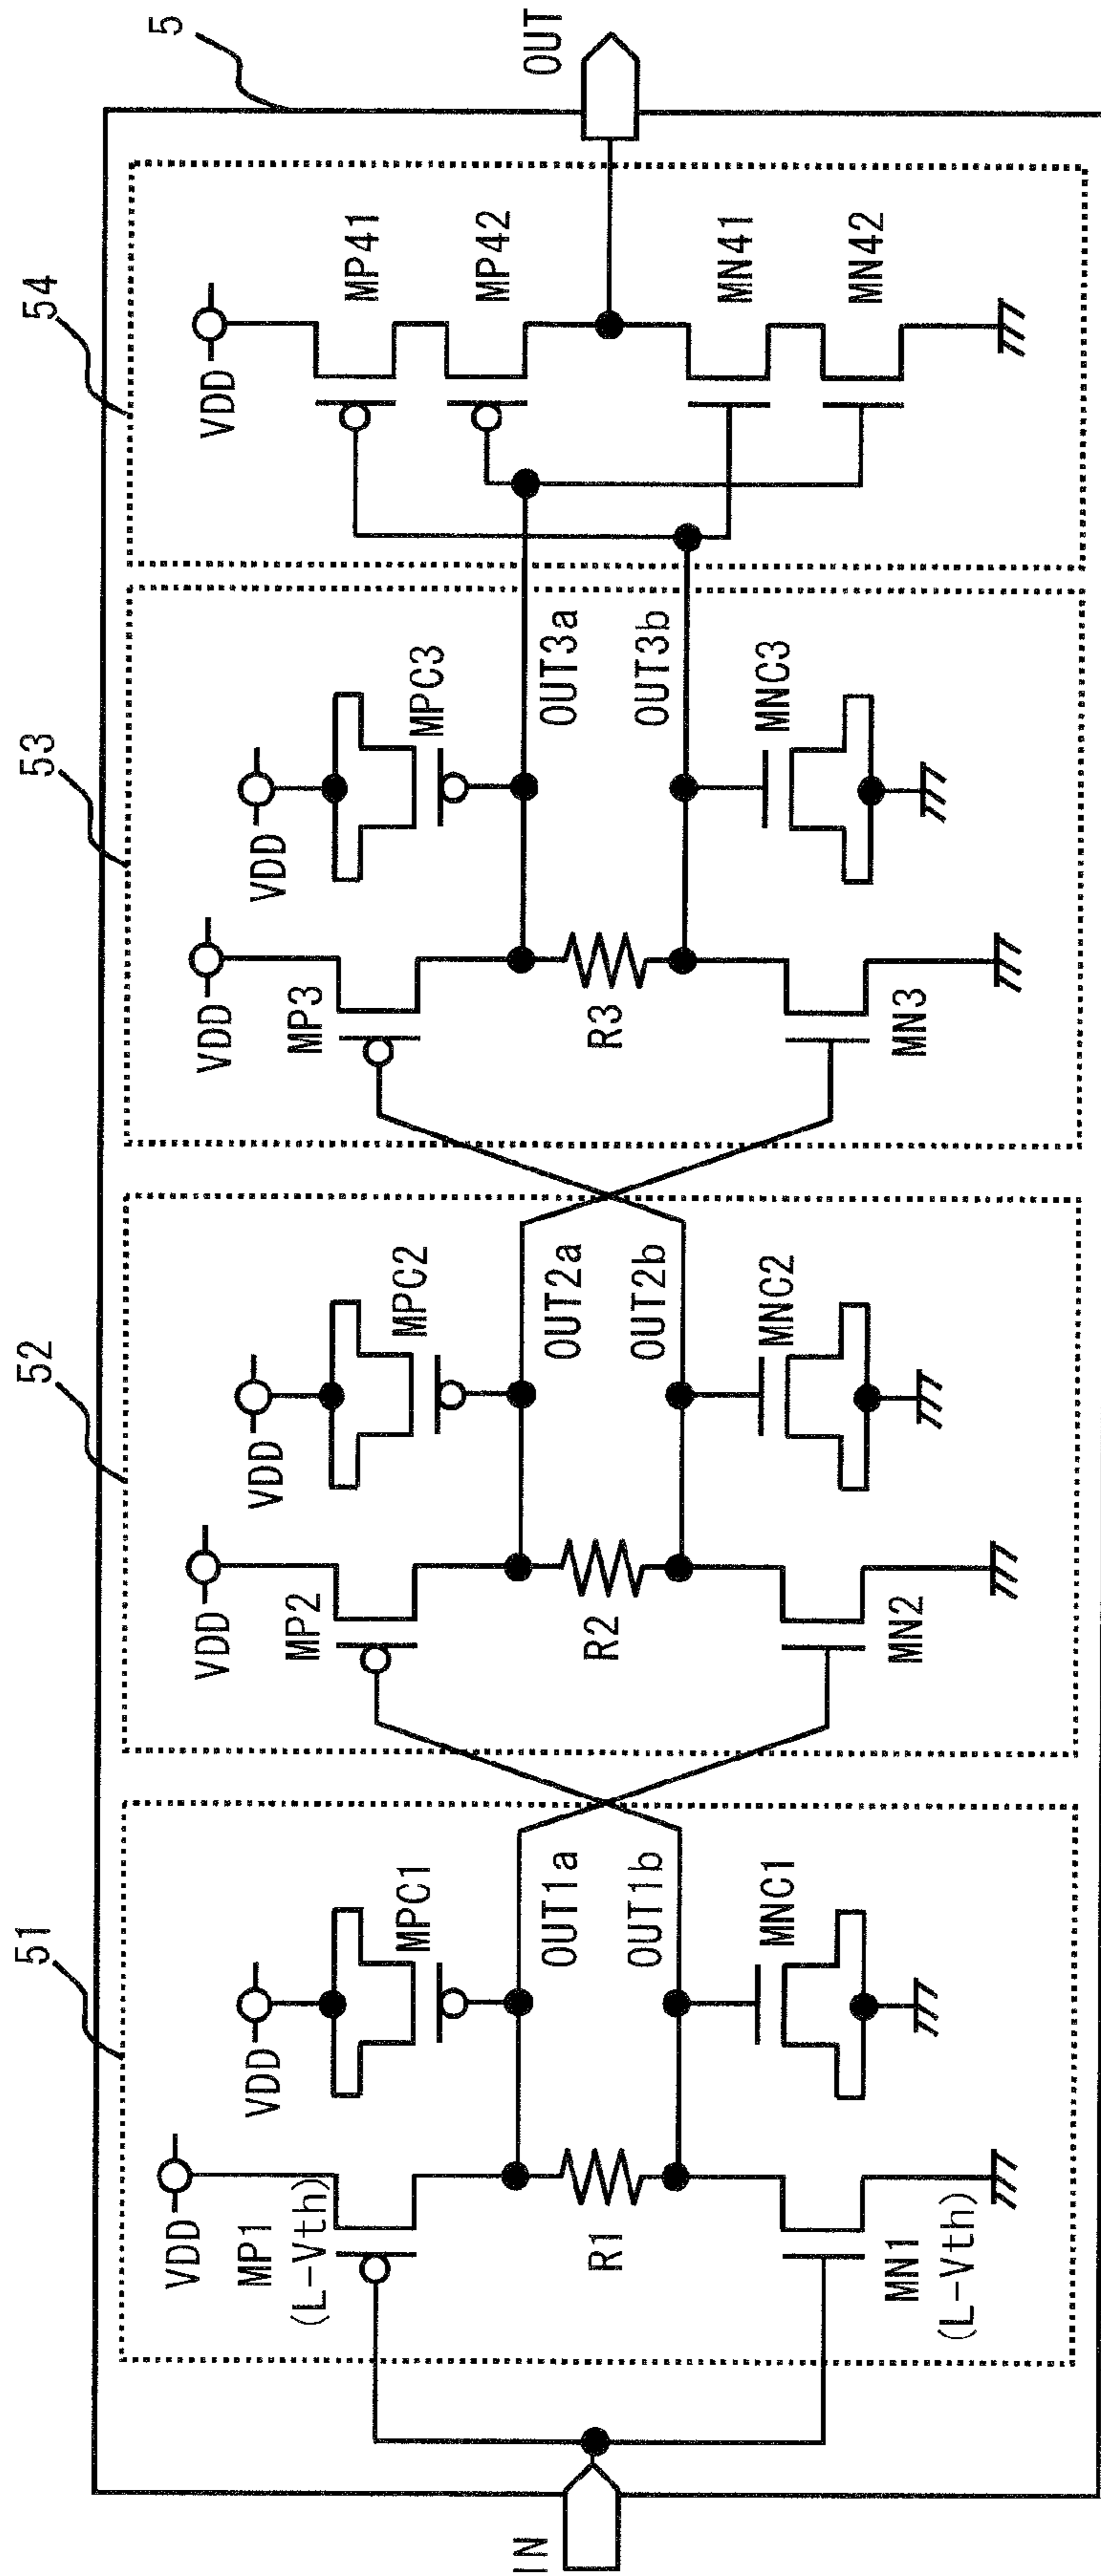 5
51
52
53
54
IN
OUT
VDD
MP1
(L-Vth)
VDD
MPC1
R1
OUT1a
OUT1b
MN1
(L-Vth)
MNC1
VDD
MP2
VDD
MPC2
R2
OUT2a
OUT2b
MN2
MNC2
VDD
MP3
VDD
MPC3
R3
OUT3a
OUT3b
MN3
MNC3
VDD
MP41
MP42
MN41
MN42